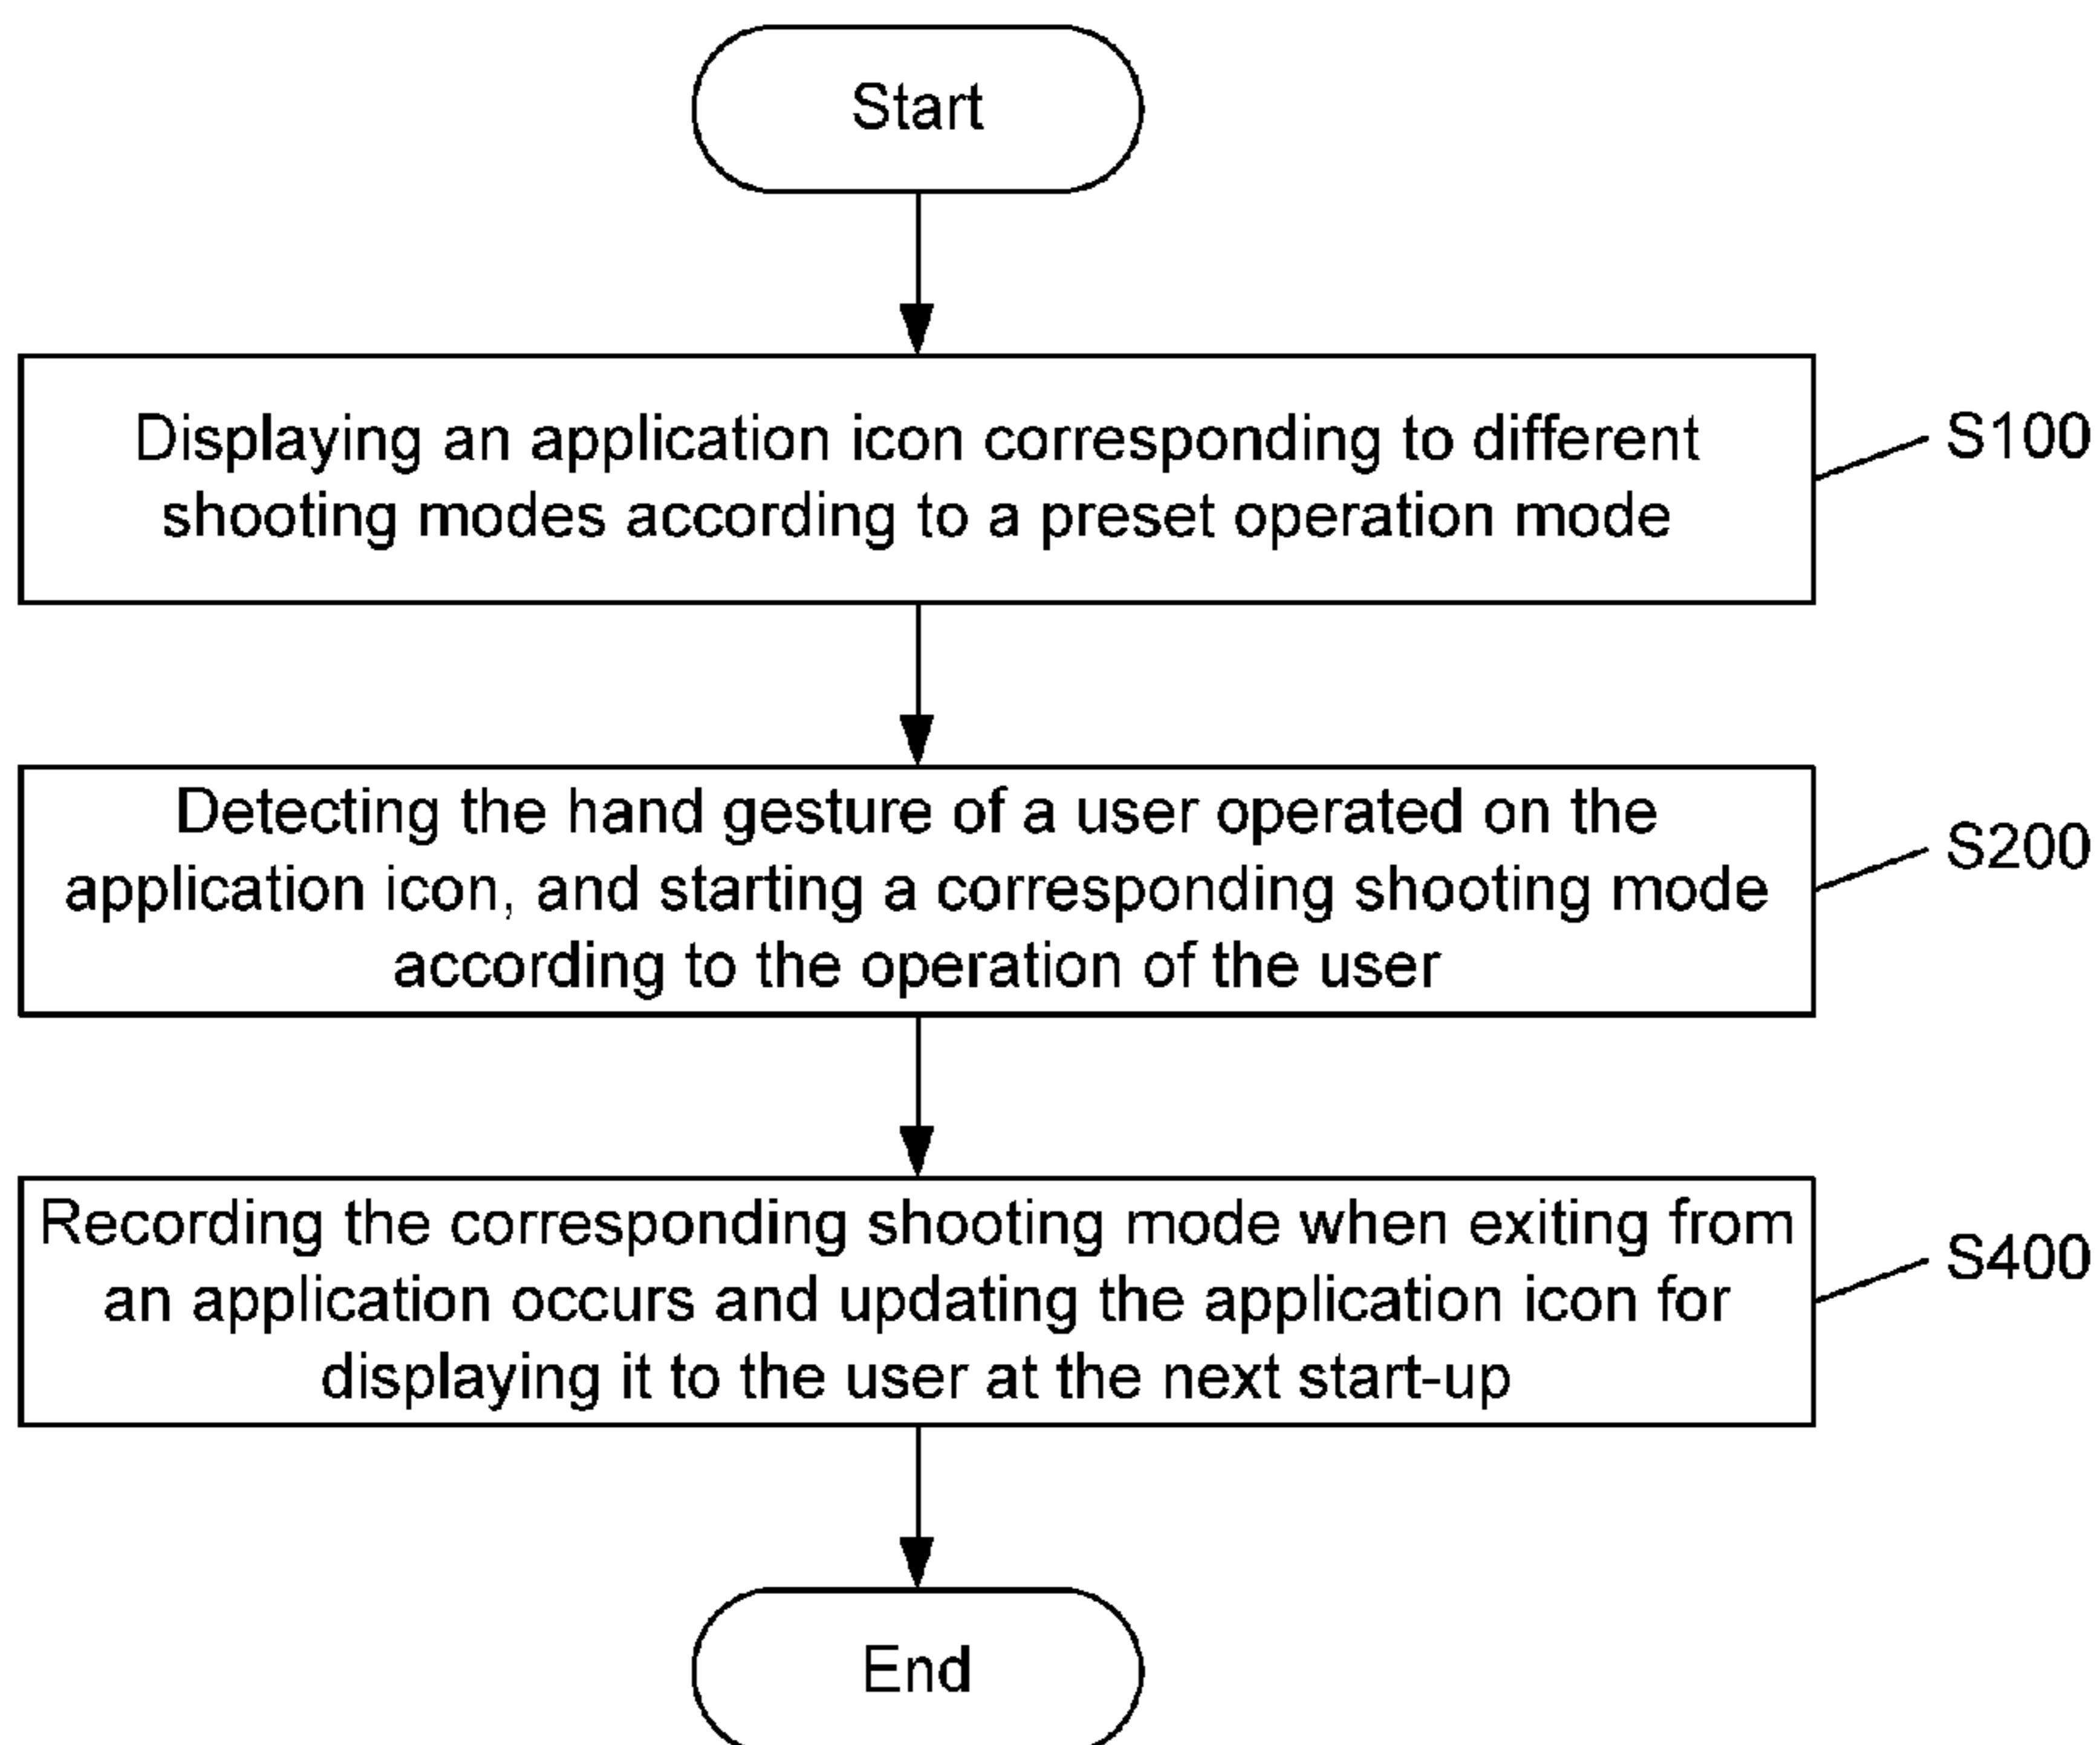 Start
Displaying an application icon corresponding to different
shooting modes according to a preset operation mode
S100
Detecting the hand gesture of a user operated on the
application icon, and starting a corresponding shooting mode
according to the operation of the user
S200
Recording the corresponding shooting mode when exiting from
an application occurs and updating the application icon for
displaying it to the user at the next start-up
S400
End